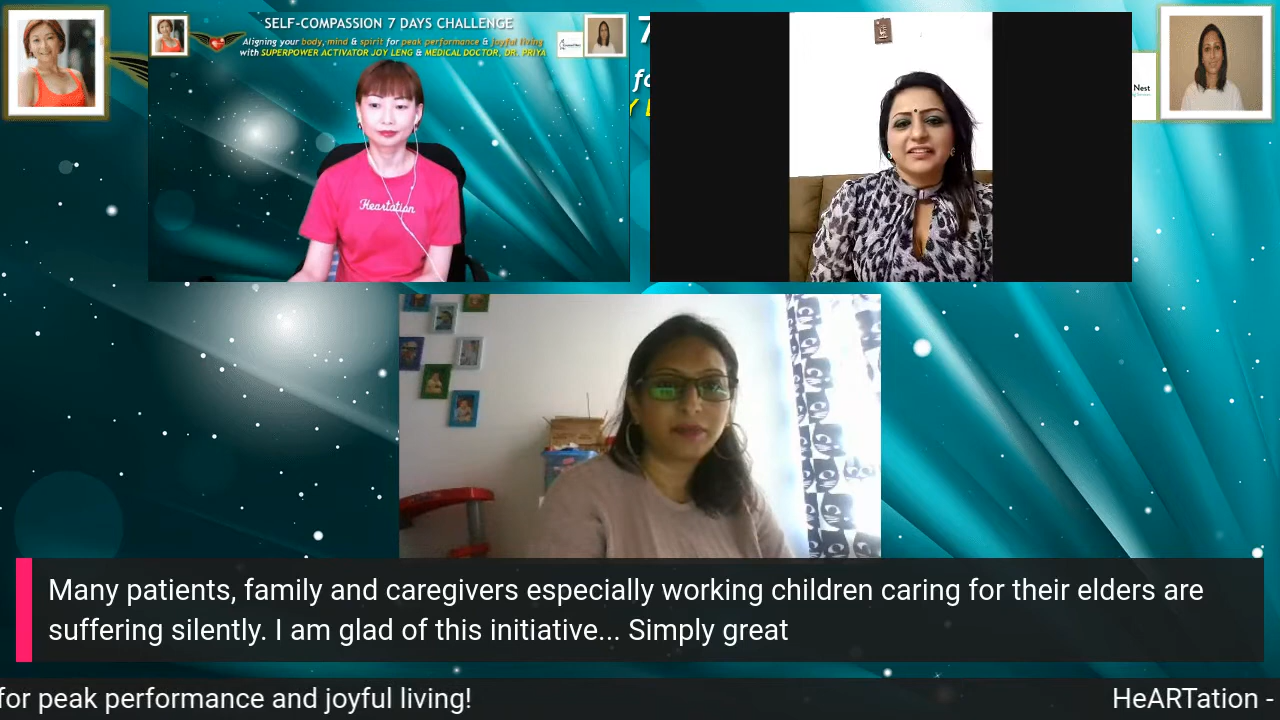 SELF-COMPASSION 7 DAYS CHALLENGE
Aligning your body, mind & spirit for peak performance & joyful living
with SUPERPOWER ACTIVATOR JOY LENG & MEDICAL DOCTOR, DR. PRIYA
7
fo
Y L
Nest
Heartation
Many patients, family and caregivers especially working children caring for their elders are
suffering silently. I am glad of this initiative... Simply great
for peak performance and joyful living!
HeARTation -